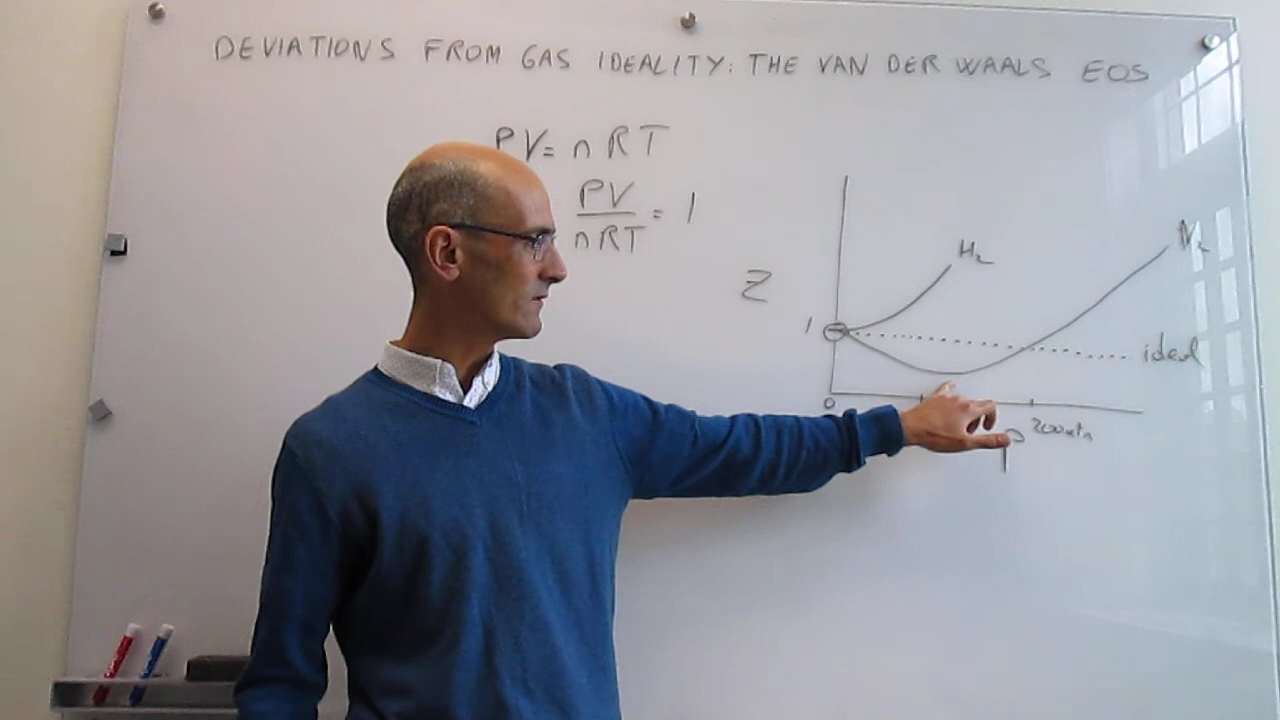 DEVIATIONS FROM GAS IDEALITY: THE VAN DER WAALS EOS
PV = nRT
PV
nRT
= 1
Z
H₂
N₂
1
ideal
0
P
200 atm